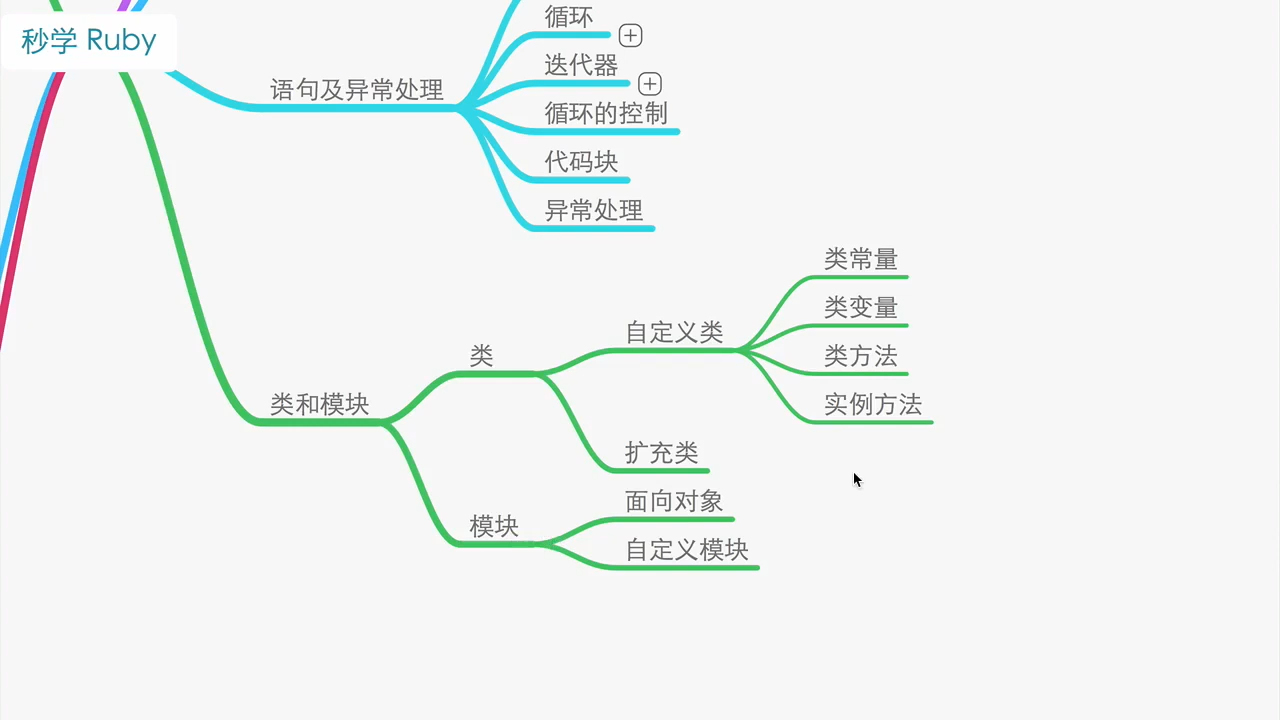 秒学 Ruby
语句及异常处理
循环
迭代器
循环的控制
代码块
异常处理
类和模块
类
自定义类
类常量
类变量
类方法
实例方法
扩充类
模块
面向对象
自定义模块